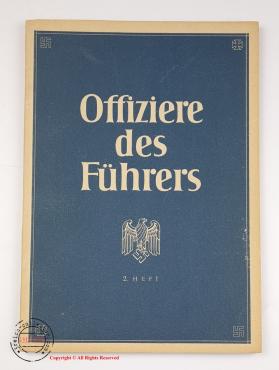 Offiziere
des
Führers
2. HEFT
Copyright © All Rights Reserved